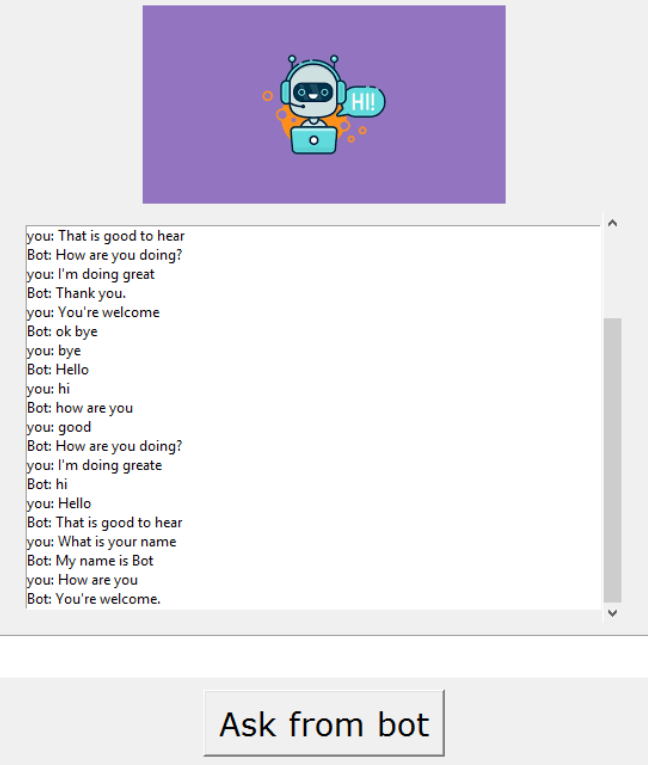 HI!
you: That is good to hear
Bot: How are you doing?
you: I'm doing great
Bot: Thank you.
you: You're welcome
Bot: ok bye
you: bye
Bot: Hello
you: hi
Bot: how are you
you: good
Bot: How are you doing?
you: I'm doing greate
Bot: hi
you: Hello
Bot: That is good to hear
you: What is your name
Bot: My name is Bot
you: How are you
Bot: You're welcome.
Ask from bot